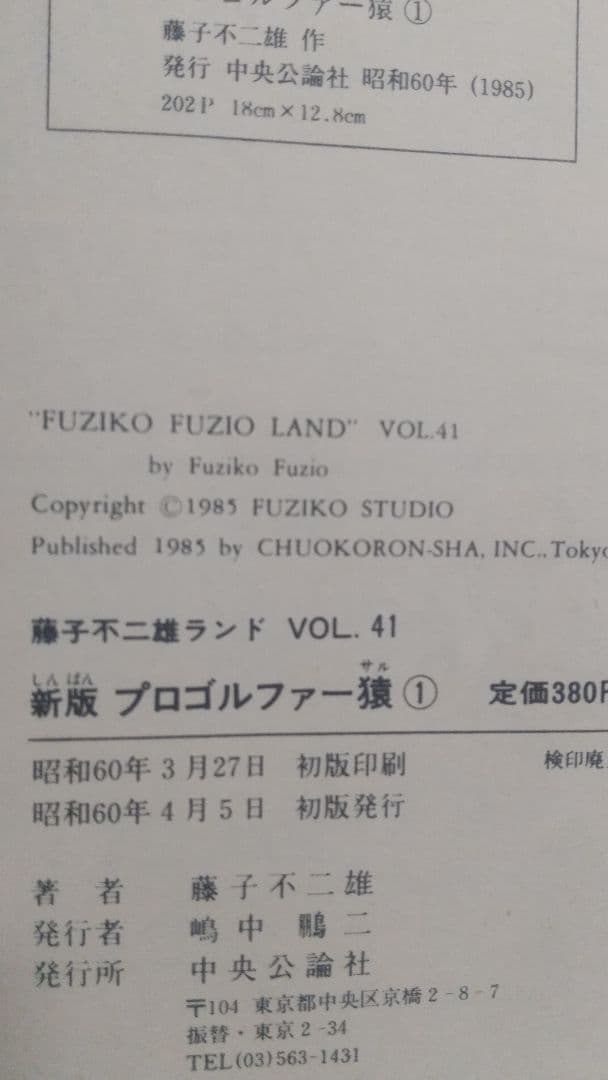 プロゴルファー猿①
藤子不二雄 作
発行 中央公論社 昭和60年 (1985)
202P 18cm×12.8cm
"FUZIKO FUZIO LAND" VOL.41
by Fuziko Fuzio
Copyright ©1985 FUZIKO STUDIO
Published 1985 by CHUOKORON-SHA, INC., Tokyo
藤子不二雄ランド VOL. 41
しんぱん サル
新版 プロゴルファー猿① 定価380円
昭和60年3月27日 初版印刷 検印廃
昭和60年4月5日 初版発行
著者 藤子不二雄
発行者 嶋中鵬二
発行所 中央公論社
〒104 東京都中央区京橋2-8-7
振替・東京2-34
TEL(03)563-1431